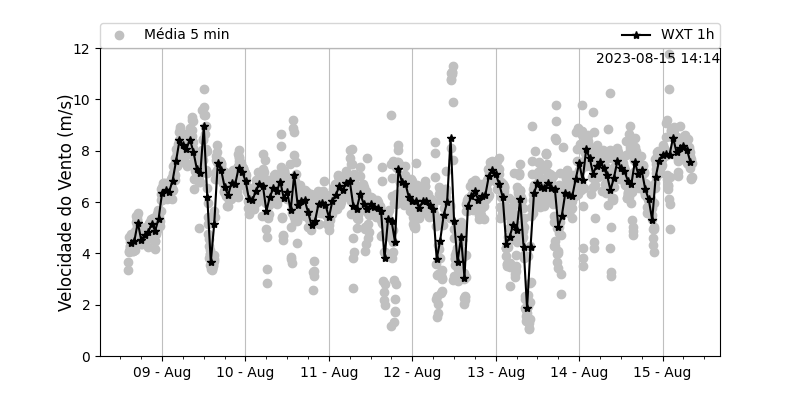 Média 5 min
WXT 1h
2023-08-15 14:14
Velocidade do Vento (m/s)
12
10
8
6
4
2
0
09 - Aug
10 - Aug
11 - Aug
12 - Aug
13 - Aug
14 - Aug
15 - Aug